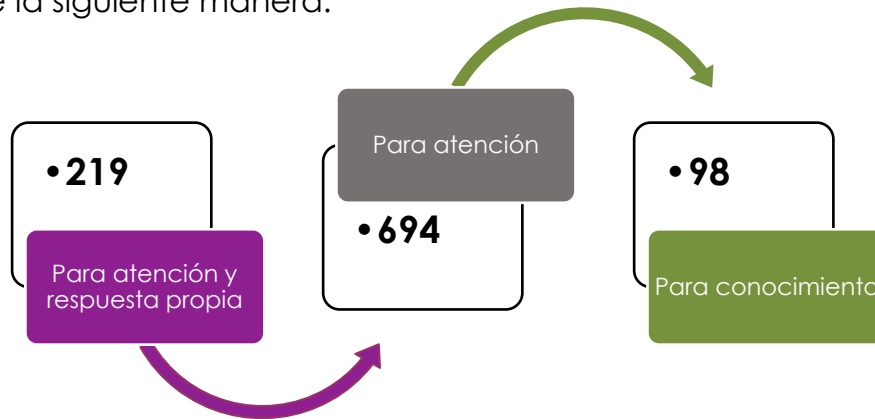 la siguiente manera:
•219
Para atención y
respuesta propia
Para atención
•694
•98
Para conocimiento